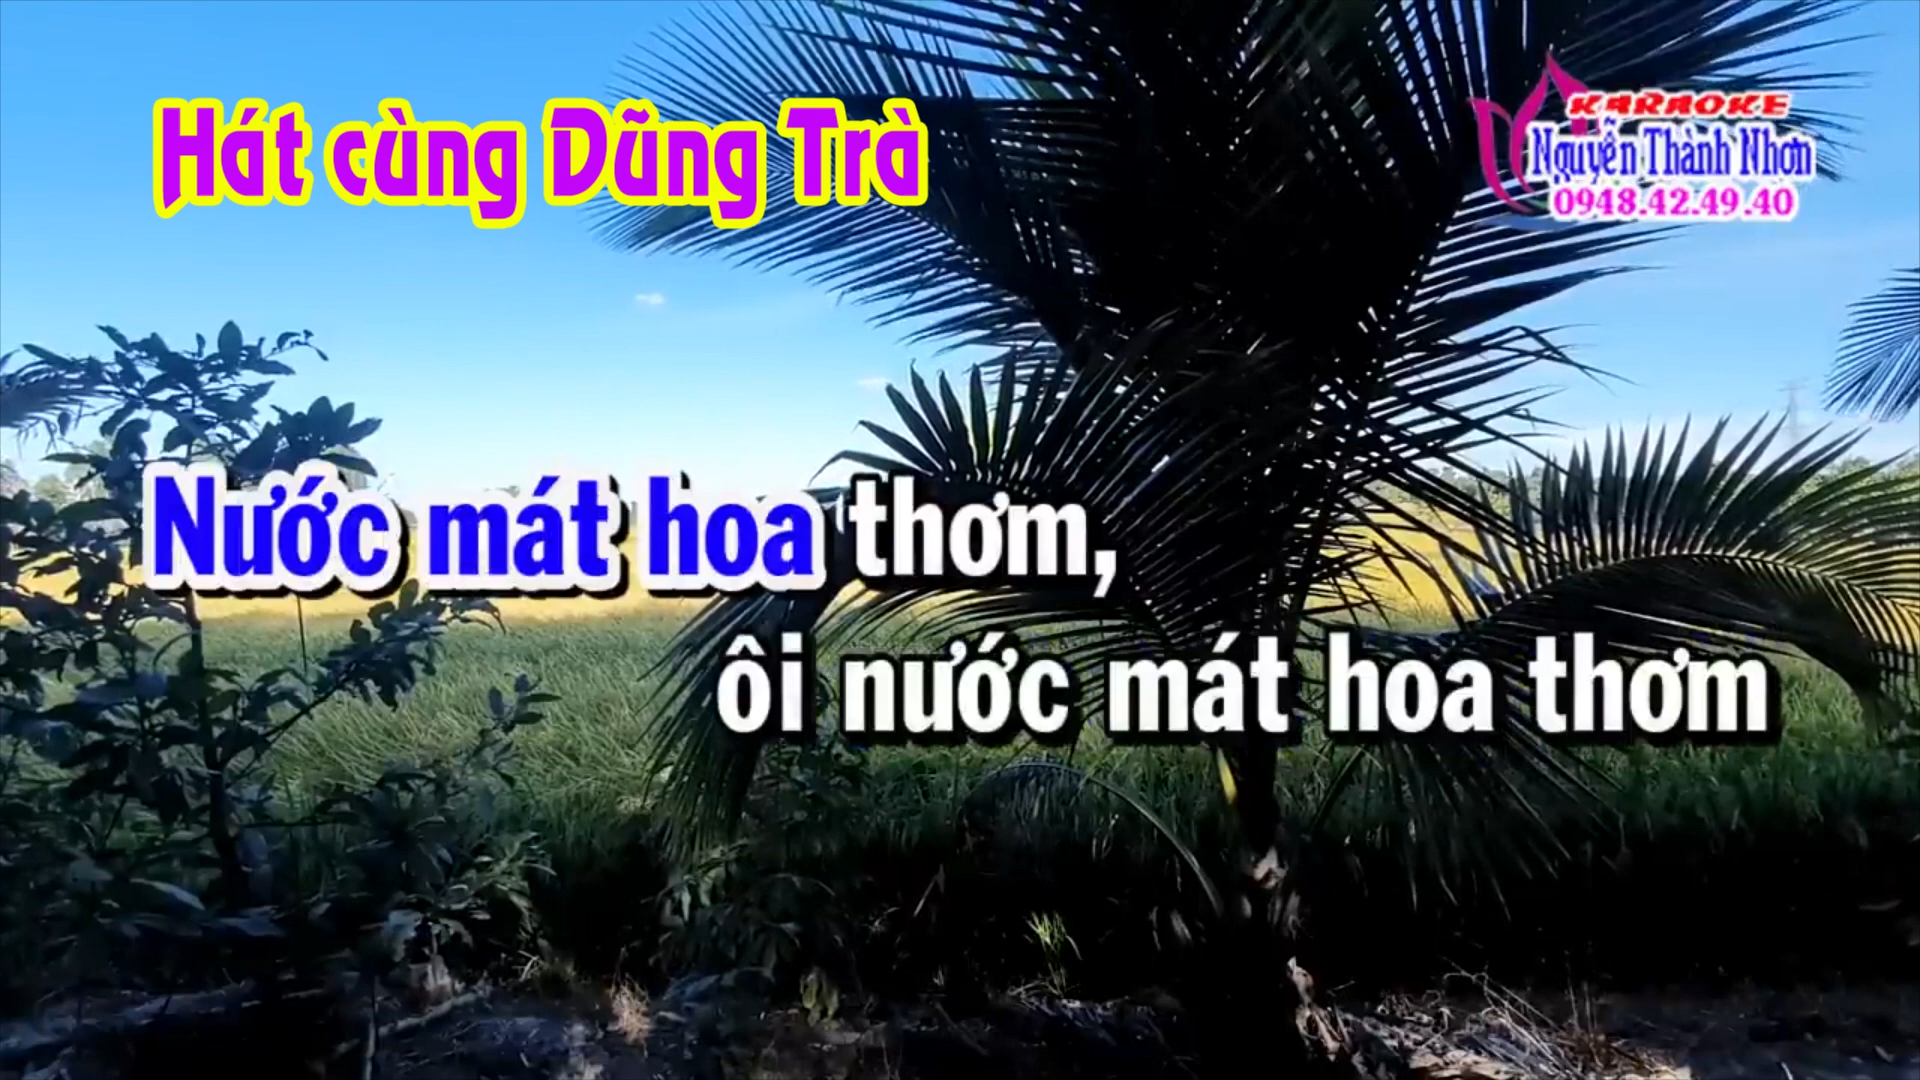 Hát cùng Dũng Trà
KARAOKE
Nguyễn Thành Nhơn
0948.42.49.40
Nước mát hoa thơm,
ôi nước mát hoa thơm